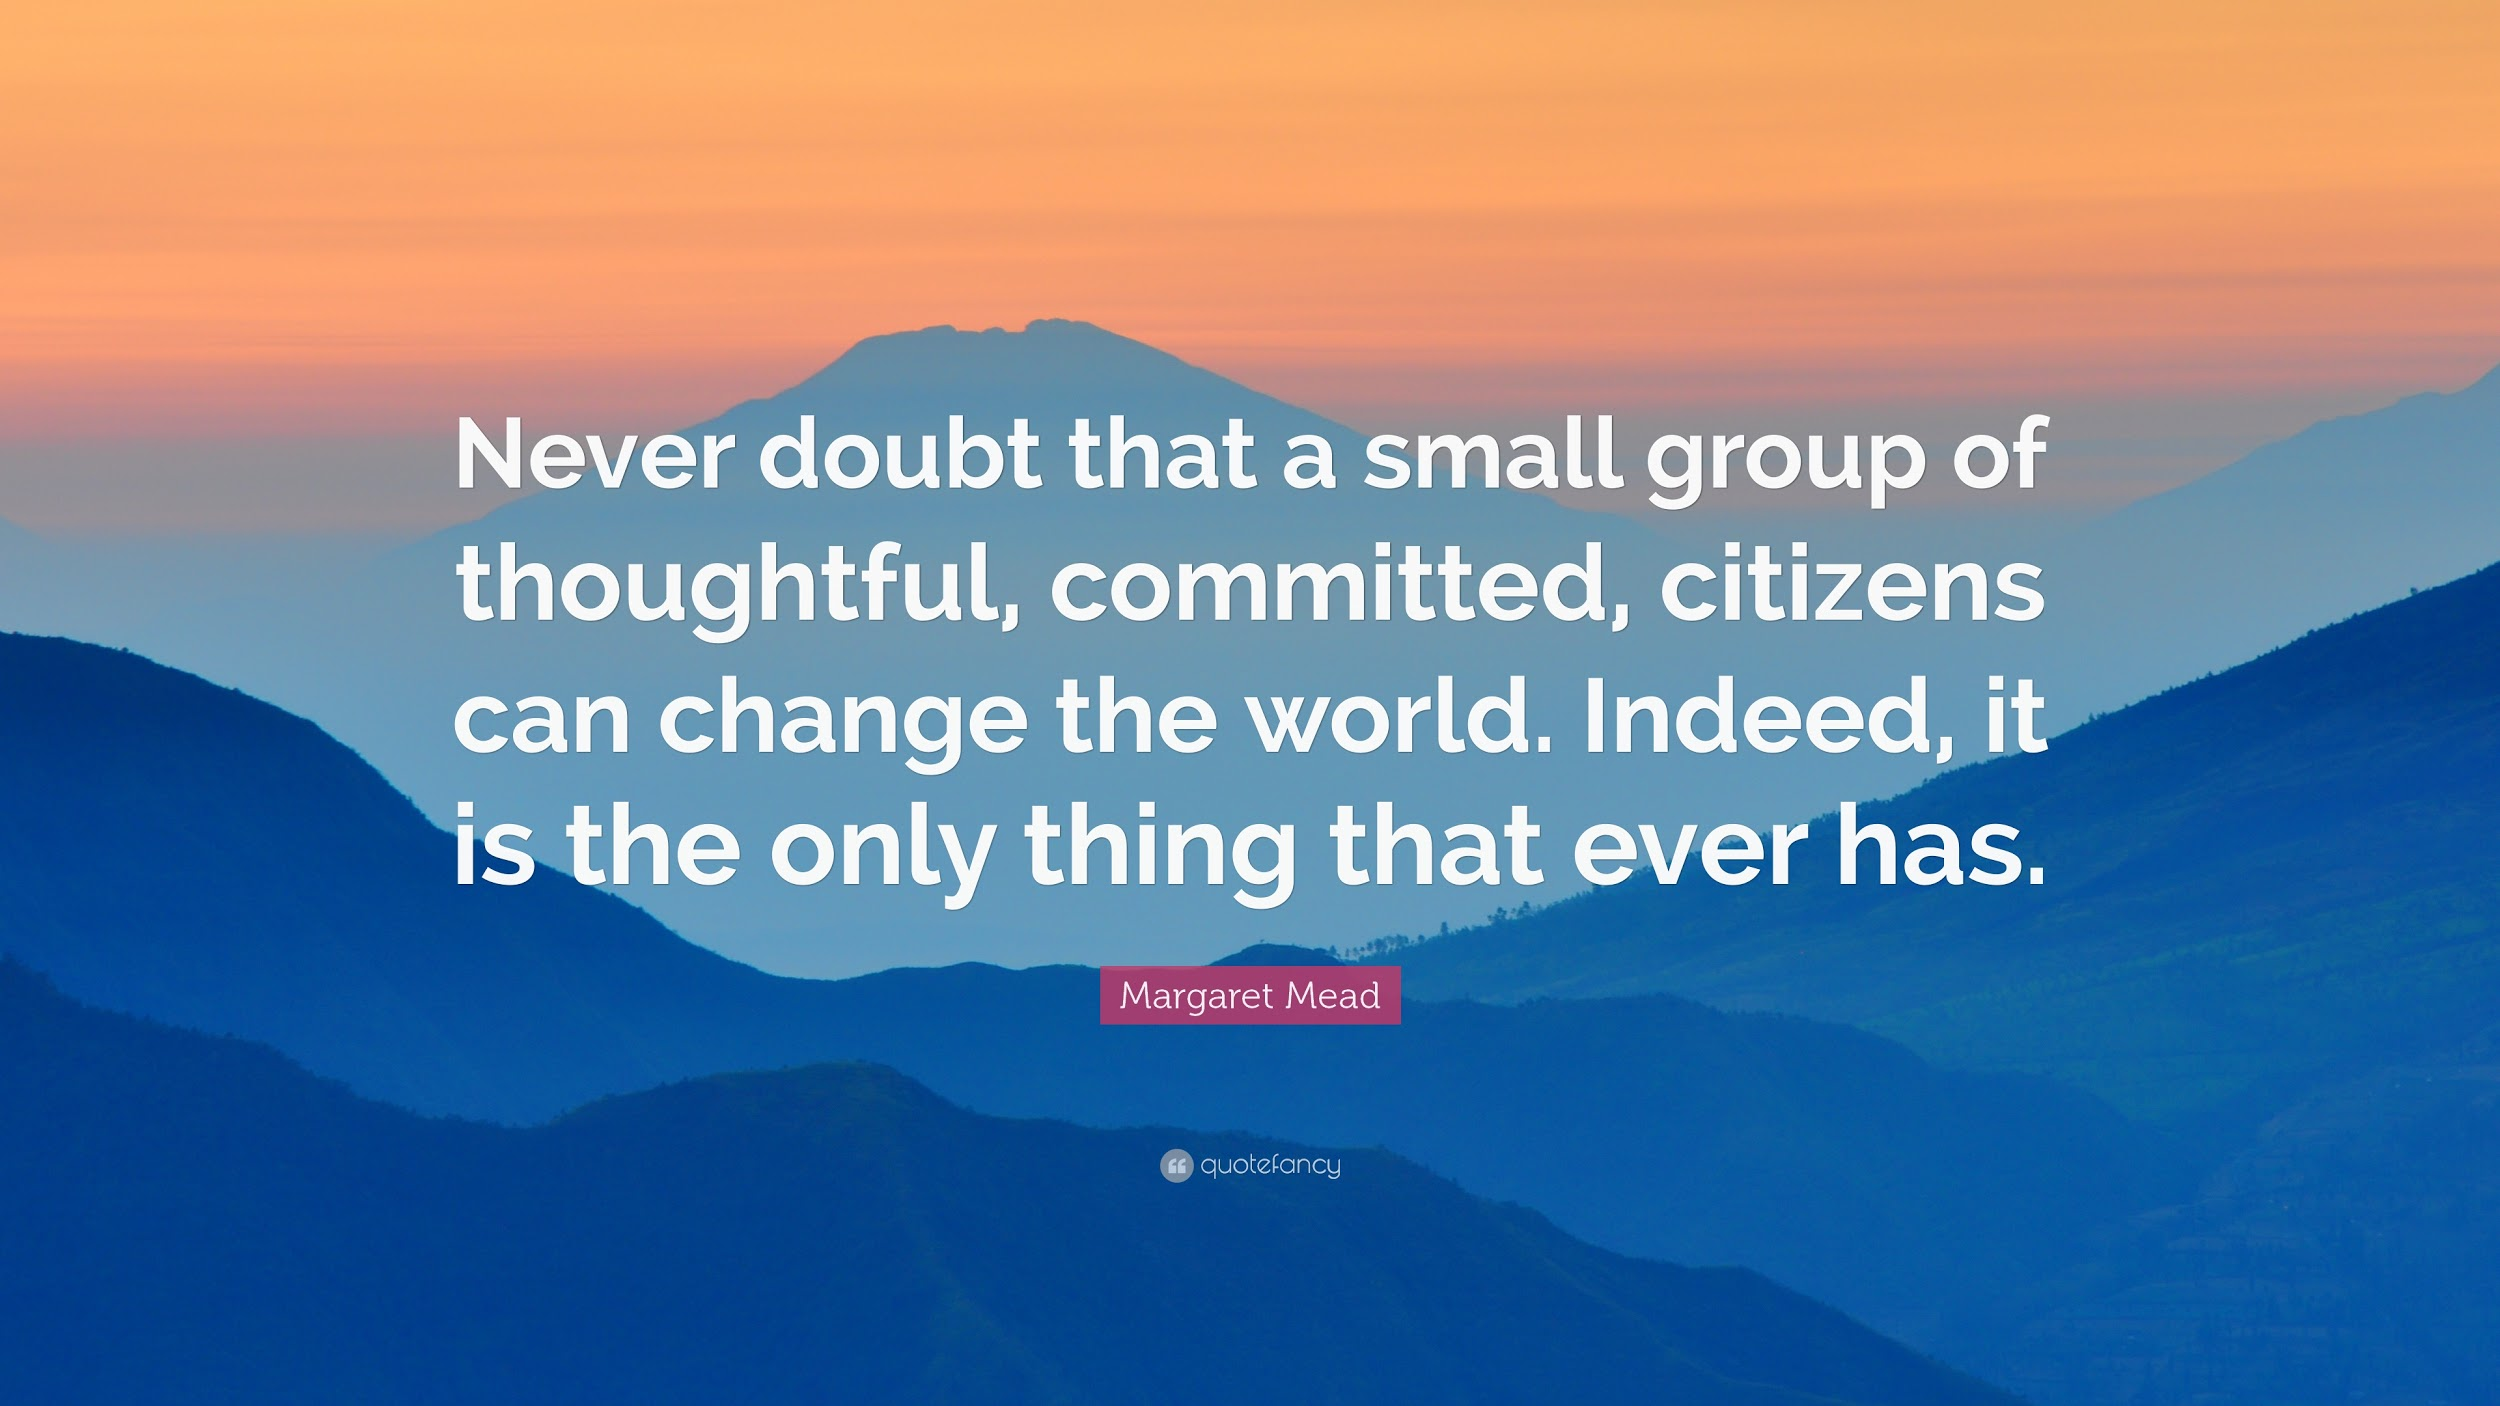 Never doubt that a small group of
thoughtful, committed, citizens
can change the world. Indeed, it
is the only thing that ever has.
Margaret Mead
quotefancy